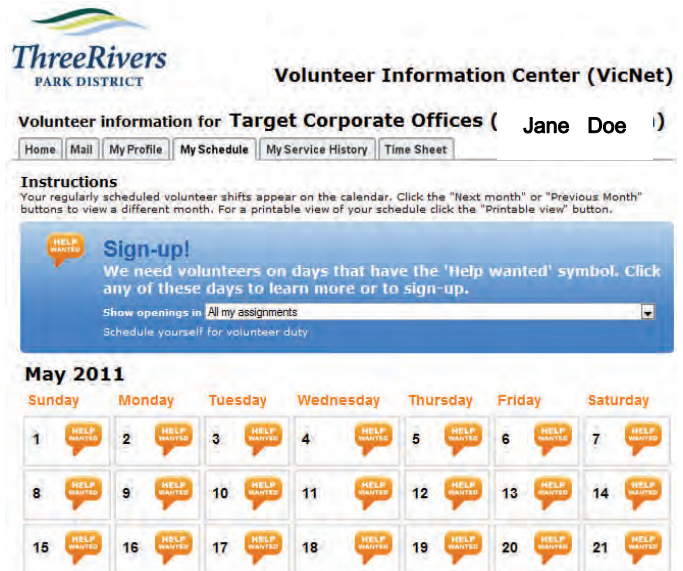 ThreeRivers
PARK DISTRICT
Volunteer Information Center (VicNet)
Volunteer information for Target Corporate Offices ( Jane Doe )
Home Mail My Profile My Schedule My Service History Time Sheet
Instructions
Your regularly scheduled volunteer shifts appear on the calendar. Click the "Next month" or "Previous Month"
buttons to view a different month. For a printable view of your schedule click the "Printable view" button.
HELP
WANTED
Sign-up!
We need volunteers on days that have the 'Help wanted' symbol. Click
any of these days to learn more or to sign-up.
Show openings in All my assignments
Schedule yourself for volunteer duty
May 2011
Sunday Monday Tuesday Wednesday Thursday Friday Saturday
1 HELP WANTED 2 HELP WANTED 3 HELP WANTED 4 HELP WANTED 5 HELP WANTED 6 HELP WANTED 7 HELP WANTED
8 HELP WANTED 9 HELP WANTED 10 HELP WANTED 11 HELP WANTED 12 HELP WANTED 13 HELP WANTED 14 HELP WANTED
15 HELP WANTED 16 HELP WANTED 17 HELP WANTED 18 HELP WANTED 19 HELP WANTED 20 HELP WANTED 21 HELP WANTED